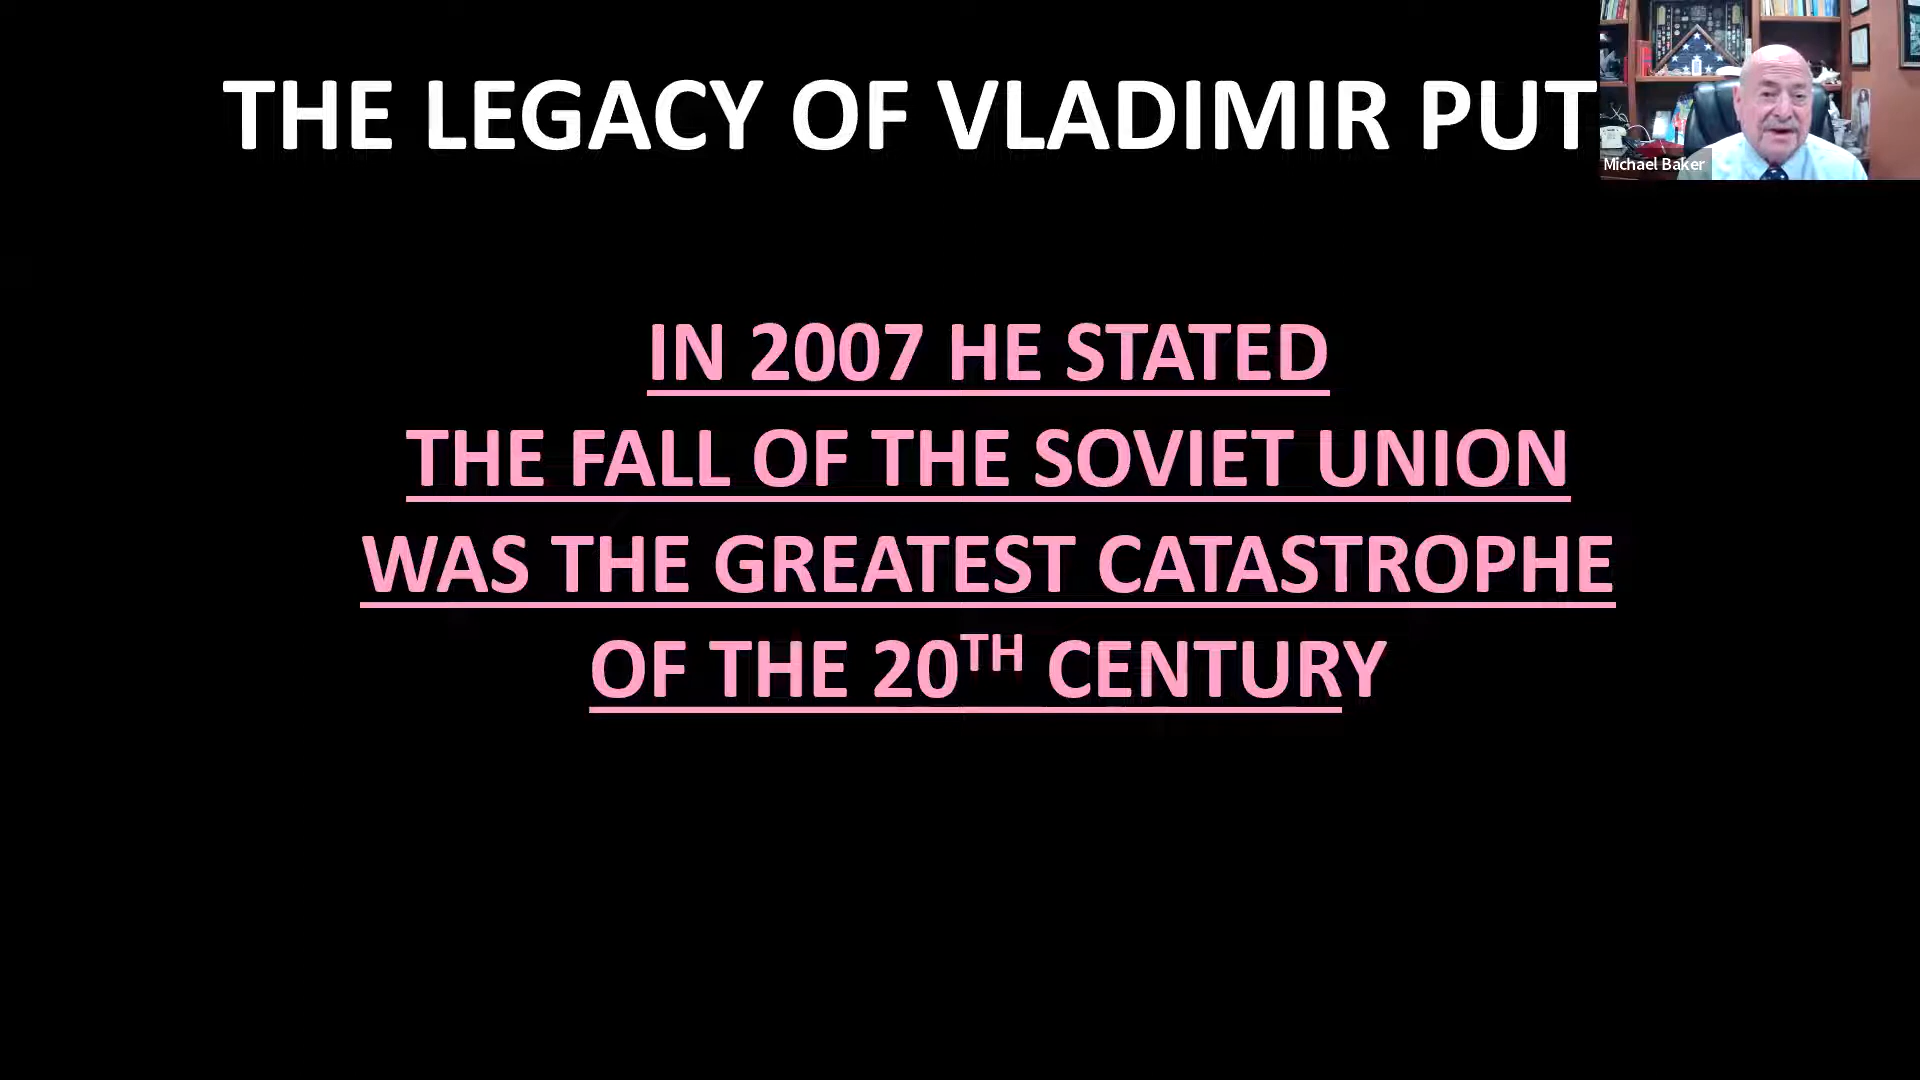 THE LEGACY OF VLADIMIR PUT
Michael Baker
IN 2007 HE STATED
THE FALL OF THE SOVIET UNION
WAS THE GREATEST CATASTROPHE
OF THE 20TH CENTURY